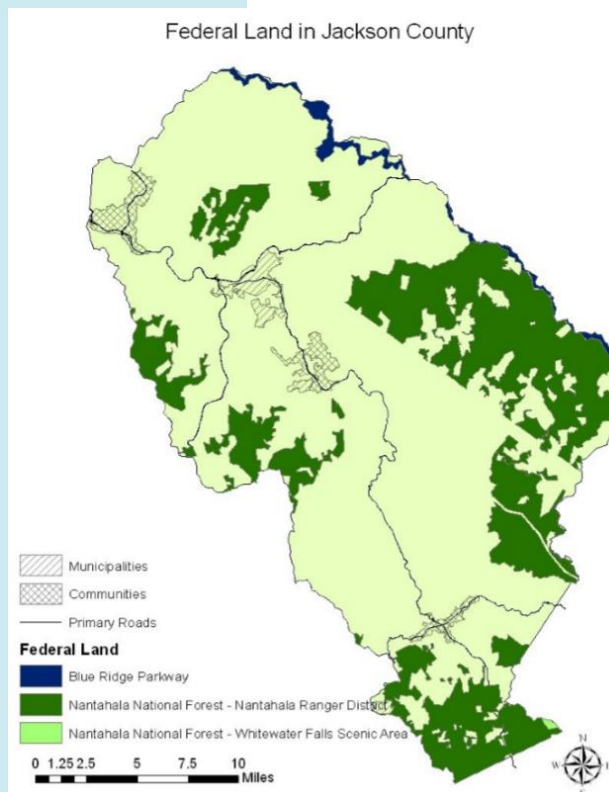 Federal Land in Jackson County
Municipalities
Communities
Primary Roads
Federal Land
Blue Ridge Parkway
Nantahala National Forest - Nantahala Ranger District
Nantahala National Forest - Whitewater Falls Scenic Area
0 1.25 2.5 5 7.5 10
Miles
N
W